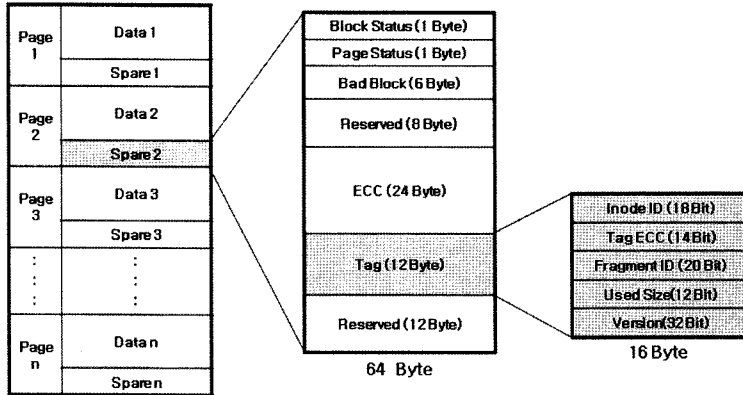 Page
1
Data 1
Spare 1
Page
2
Data 2
Spare 2
Page
3
Data 3
Spare 3
Page
n
Data n
Spare n
Block Status (1 Byte)
Page Status (1 Byte)
Bad Block (6 Byte)
Reserved (8 Byte)
ECC (24 Byte)
Tag (12 Byte)
Reserved (12 Byte)
64 Byte
Inode ID (18 Bit)
Tag ECC (14 Bit)
Fragment ID (20 Bit)
Used Size (12 Bit)
Version(32 Bit)
16 Byte